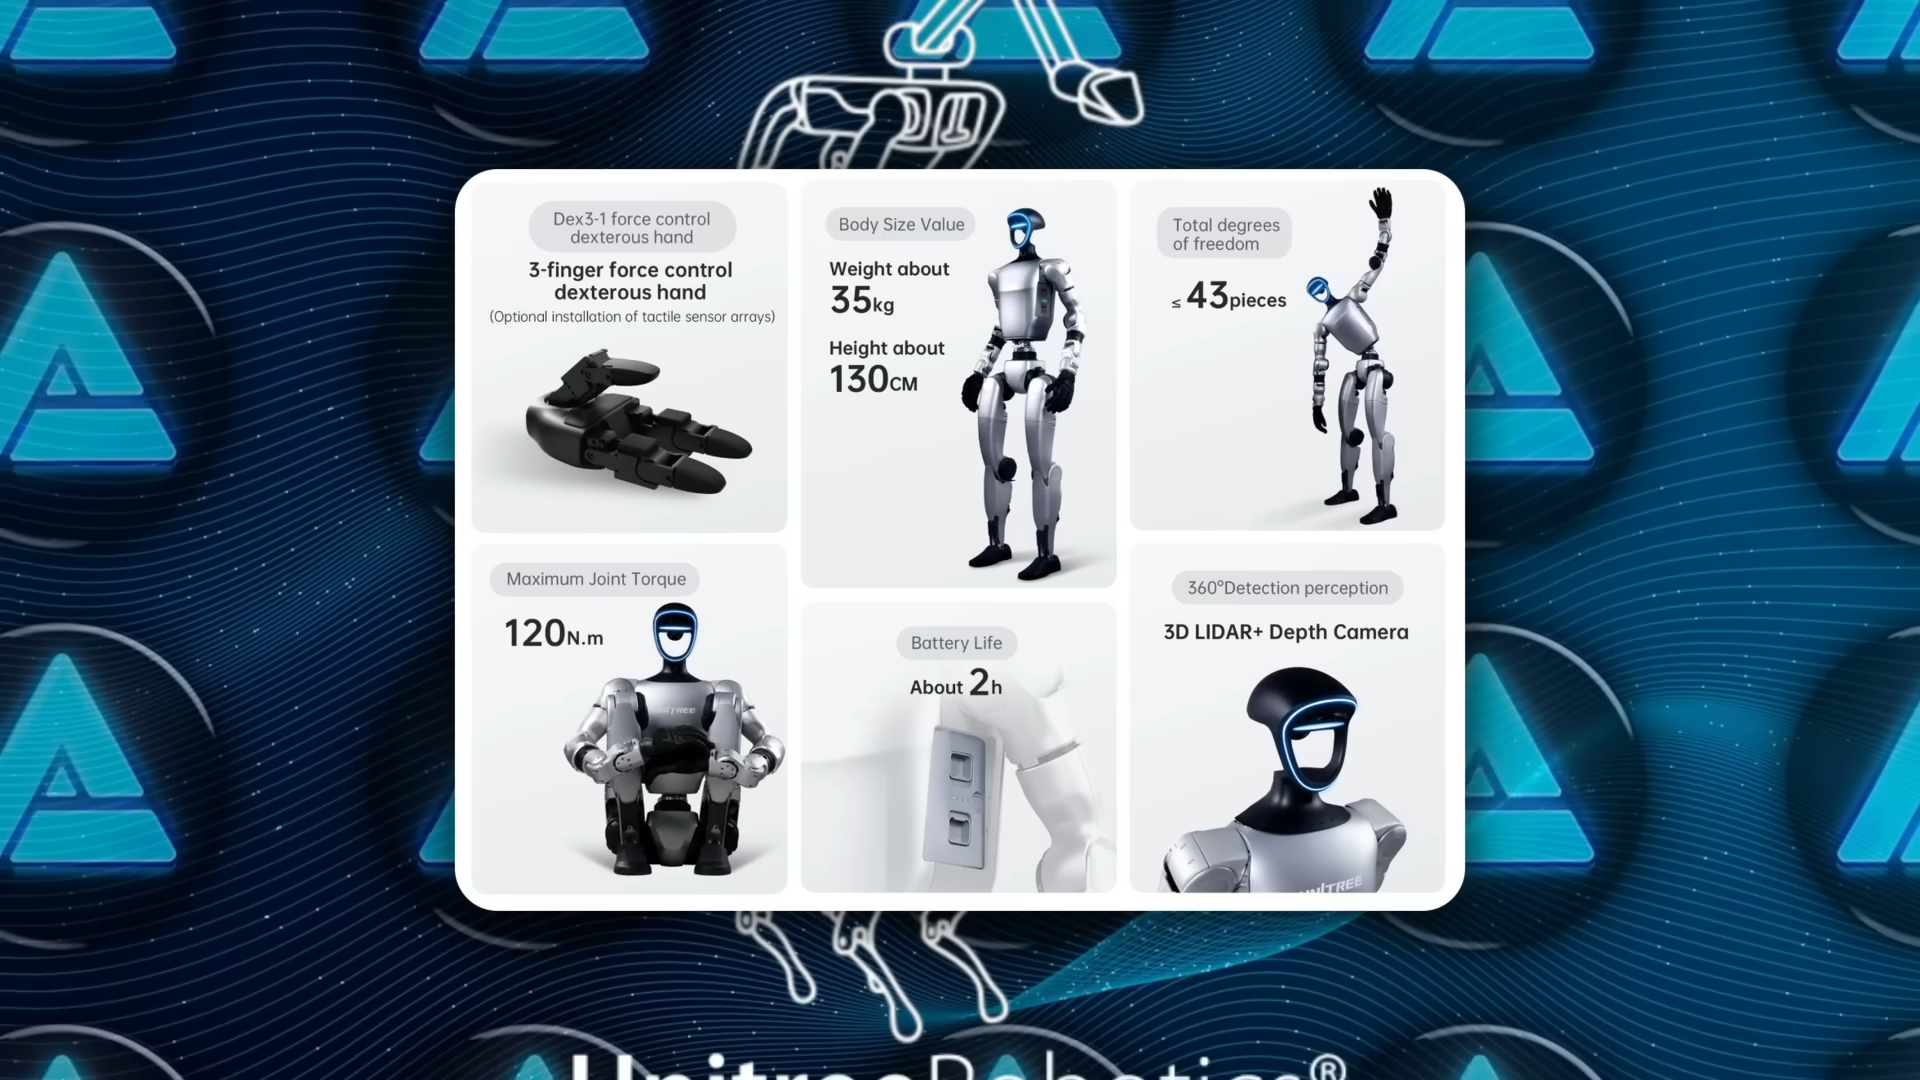 Dex3-1 force control
dexterous hand
3-finger force control
dexterous hand
(Optional installation of tactile sensor arrays)
Body Size Value
Weight about
35kg
Height about
130CM
Total degrees
of freedom
≤ 43pieces
Maximum Joint Torque
120N.m
Battery Life
About 2h
360°Detection perception
3D LIDAR+ Depth Camera
UNITREE
UnitreeRobotics®